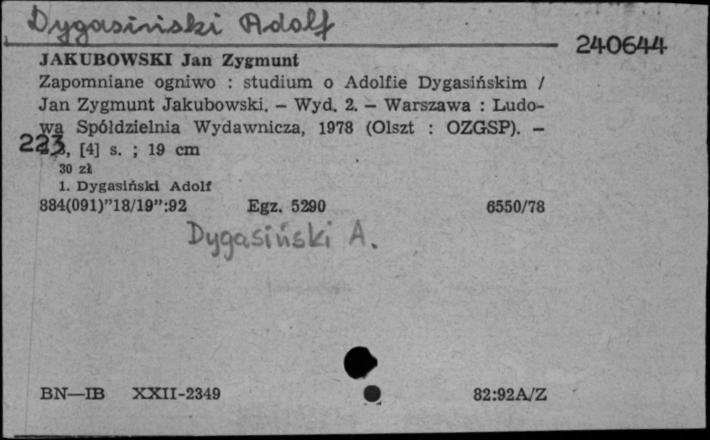 Dygasiński Adolf
240644
JAKUBOWSKI Jan Zygmunt
Zapomniane ogniwo : studium o Adolfie Dygasińskim /
Jan Zygmunt Jakubowski. – Wyd. 2. – Warszawa : Ludo-
wa Spółdzielnia Wydawnicza, 1978 (Olszt : OZGSP). –
223, [4] s. ; 19 cm
30 zł
1. Dygasiński Adolf
884(091)"18/19":92 Egz. 5290 6550/78
Dygasiński A.
BN—IB XXII-2349 82:92A/Z